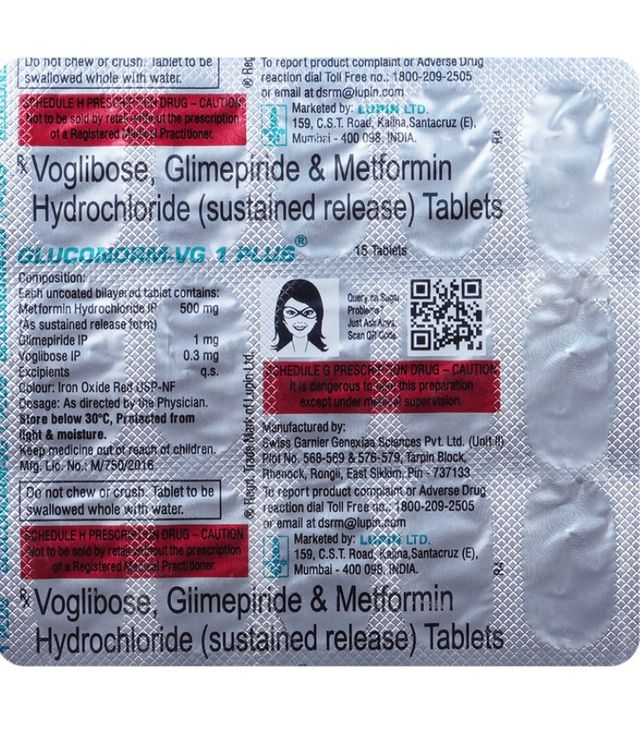 Do not chew or crush. Tablet to be
swallowed whole with water.
SCHEDULE H PRESCRIPTION DRUG – CAUTION
Not to be sold by retail without the prescription
of a Registered Medical Practitioner.
To report product complaint or Adverse Drug
reaction dial Toll Free no.: 1800-209-2505
or email at dsrm@lupin.com
Marketed by: LUPIN LTD.
159, C.S.T. Road, Kalina,Santacruz (E),
Mumbai - 400 098. INDIA.
℞ Voglibose, Glimepiride & Metformin
Hydrochloride (sustained release) Tablets
GLUCONORM-VG 1 PLUS®
15 Tablets
Composition:
Each uncoated bilayered tablet contains:
Metformin Hydrochloride IP 500 mg
(As sustained release form)
Glimepiride IP 1 mg
Voglibose IP 0.3 mg
Excipients q.s.
Colour: Iron Oxide Red USP-NF
Dosage: As directed by the Physician.
Store below 30°C, Protected from
light & moisture.
Keep medicine out of reach of children.
Mfg. Lic. No.: M/750/2016
Query on Sugar
Problems
Just Ask Anya.
Scan QR Code.
SCHEDULE G PRESCRIPTION DRUG – CAUTION
It is dangerous to take this preparation
except under medical supervision.
® Regd. Trade Mark of Lupin Ltd.
Manufactured by:
Swiss Garnier Genexiaa Sciences Pvt. Ltd. (Unit II)
Plot No. 568-569 & 576-579, Tarpin Block,
Rhenock, Rongli, East Sikkim, Pin - 737133
Do not chew or crush. Tablet to be
swallowed whole with water.
SCHEDULE H PRESCRIPTION DRUG – CAUTION
Not to be sold by retail without the prescription
of a Registered Medical Practitioner.
To report product complaint or Adverse Drug
reaction dial Toll Free no.: 1800-209-2505
or email at dsrm@lupin.com
Marketed by: LUPIN LTD.
159, C.S.T. Road, Kalina,Santacruz (E),
Mumbai - 400 098. INDIA.
℞ Voglibose, Glimepiride & Metformin
Hydrochloride (sustained release) Tablets